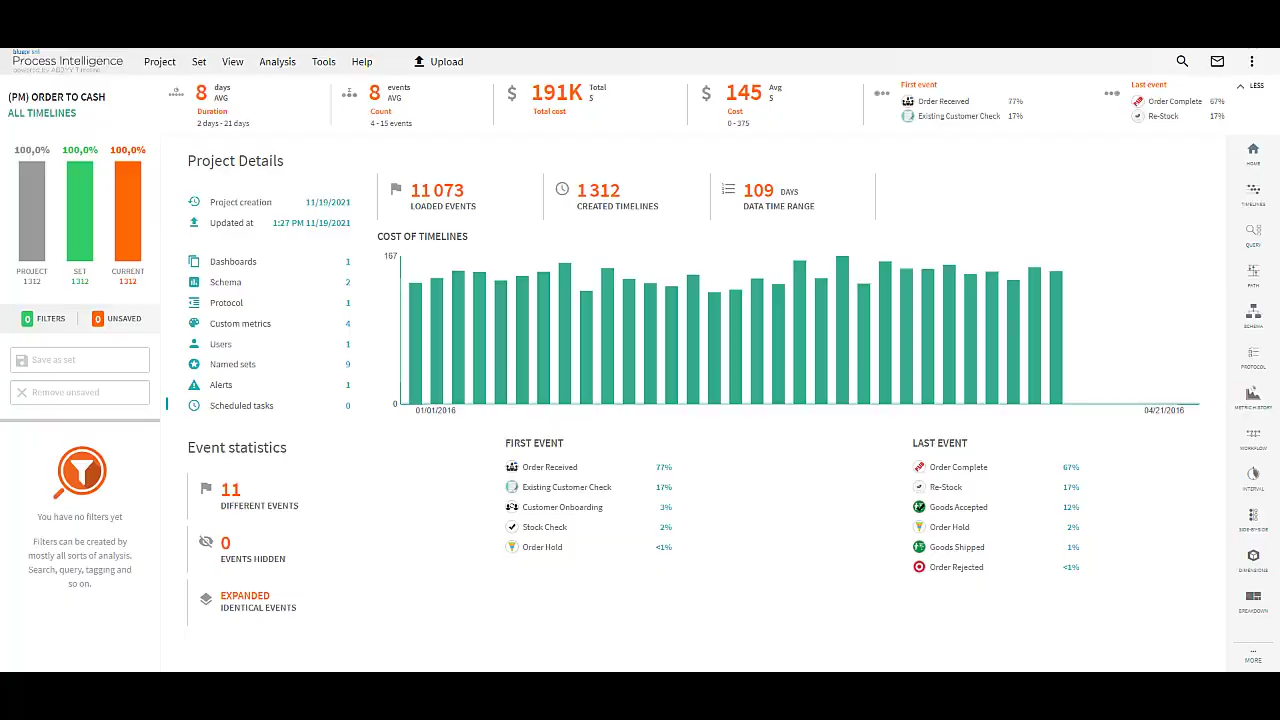 blueprint
Process Intelligence
powered by ABBYY Timeline
Project Set View Analysis Tools Help Upload
(PM) ORDER TO CASH
ALL TIMELINES
8 days AVG
Duration
2 days - 21 days
8 events AVG
Count
4 - 15 events
191K Total $
Total cost
145 Avg $
Cost
0 - 375
First event
Order Received 77%
Existing Customer Check 17%
Last event
Order Complete 67%
Re-Stock 17%
LESS
100,0% 100,0% 100,0%
PROJECT SET CURRENT
1312 1312 1312
0 FILTERS 0 UNSAVED
Save as set
Remove unsaved
You have no filters yet
Filters can be created by
mostly all sorts of analysis.
Search, query, tagging and
so on.
Project Details
Project creation 11/19/2021
Updated at 1:27 PM 11/19/2021
Dashboards 1
Schema 2
Protocol 1
Custom metrics 4
Users 1
Named sets 9
Alerts 1
Scheduled tasks 0
11 073
LOADED EVENTS
1 312
CREATED TIMELINES
109 DAYS
DATA TIME RANGE
COST OF TIMELINES
167
0
01/01/2016 04/21/2016
Event statistics
11
DIFFERENT EVENTS
0
EVENTS HIDDEN
EXPANDED
IDENTICAL EVENTS
FIRST EVENT
Order Received 77%
Existing Customer Check 17%
Customer Onboarding 3%
Stock Check 2%
Order Hold <1%
LAST EVENT
Order Complete 67%
Re-Stock 17%
Goods Accepted 12%
Order Hold 2%
Goods Shipped 1%
Order Rejected <1%
HOME
TIMELINES
QUERY
PATH
SCHEMA
PROTOCOL
METRIC HISTORY
WORKFLOW
INTERVAL
SIDE-BY-SIDE
DIMENSIONS
BREAKDOWN
MORE